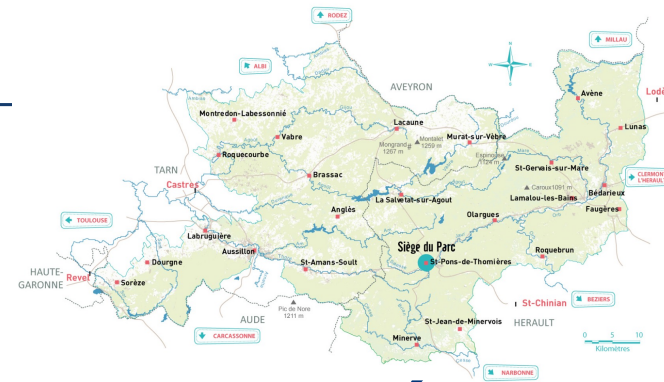 RODEZ
MILLAU
ALBI
AVEYRON
Avène
Lodè
Montredon-Labessonnié
Lacaune
Lunas
Vabre
Montalet
1259 m
Mongrand
1267 m
Murat-sur-Vèbre
Roquecourbe
Espinouse
1124 m
St-Gervais-sur-Mare
TARN
Brassac
CLERMONT
L'HERAULT
Castres
Caroux1091 m
Bédarieux
La Salvetat-sur-Agout
Lamalou-les-Bains
Anglès
Faugères
TOULOUSE
Olargues
Labruguière
Siège du Parc
Aussillon
Roquebrun
Dourgne
St-Amans-Soult
St-Pons-de-Thomières
HAUTE-
GARONNE
Revel
Sorèze
BEZIERS
St-Chinian
Pic de Nore
1211 m
AUDE
HERAULT
St-Jean-de-Minervois
CARCASSONNE
Minerve
0 5 10
Kilomètres
NARBONNE